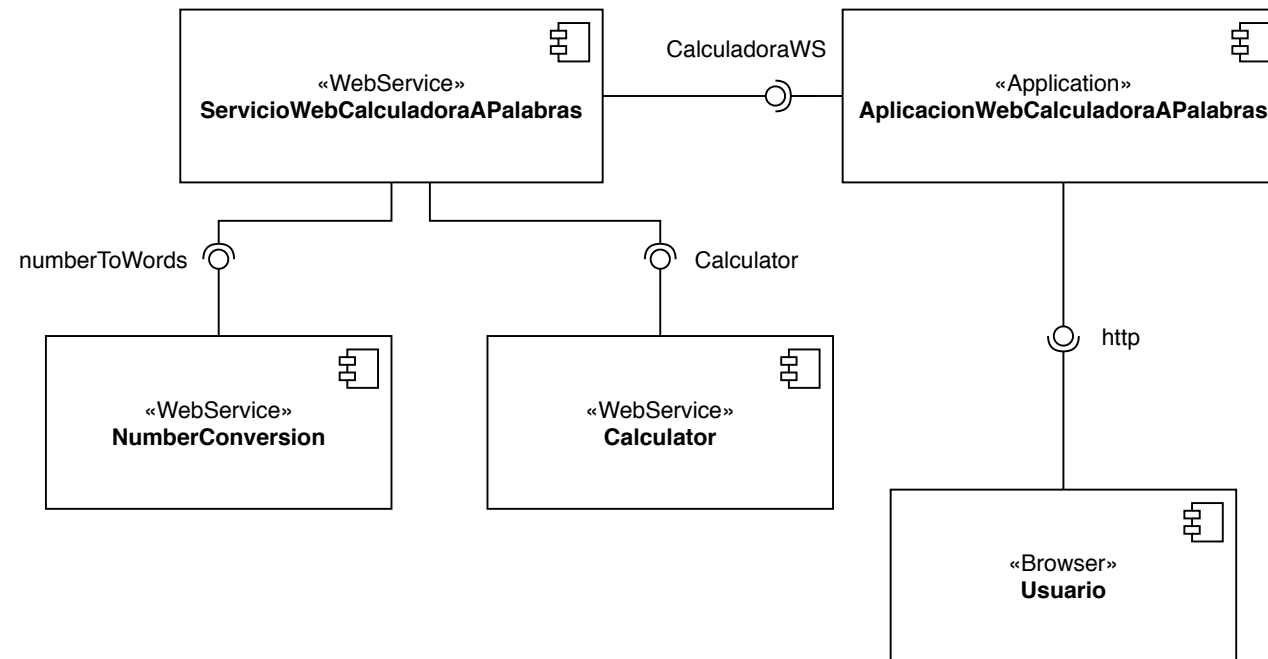 CalculadoraWS
«WebService»
ServicioWebCalculadoraAPalabras
«Application»
AplicacionWebCalculadoraAPalabras
numberToWords
Calculator
http
«WebService»
NumberConversion
«WebService»
Calculator
«Browser»
Usuario